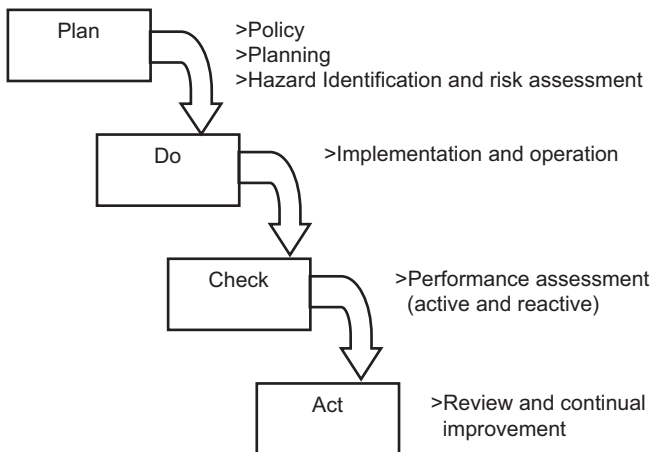 Plan
>Policy
>Planning
>Hazard Identification and risk assessment
Do
>Implementation and operation
Check
>Performance assessment
(active and reactive)
Act
>Review and continual
improvement